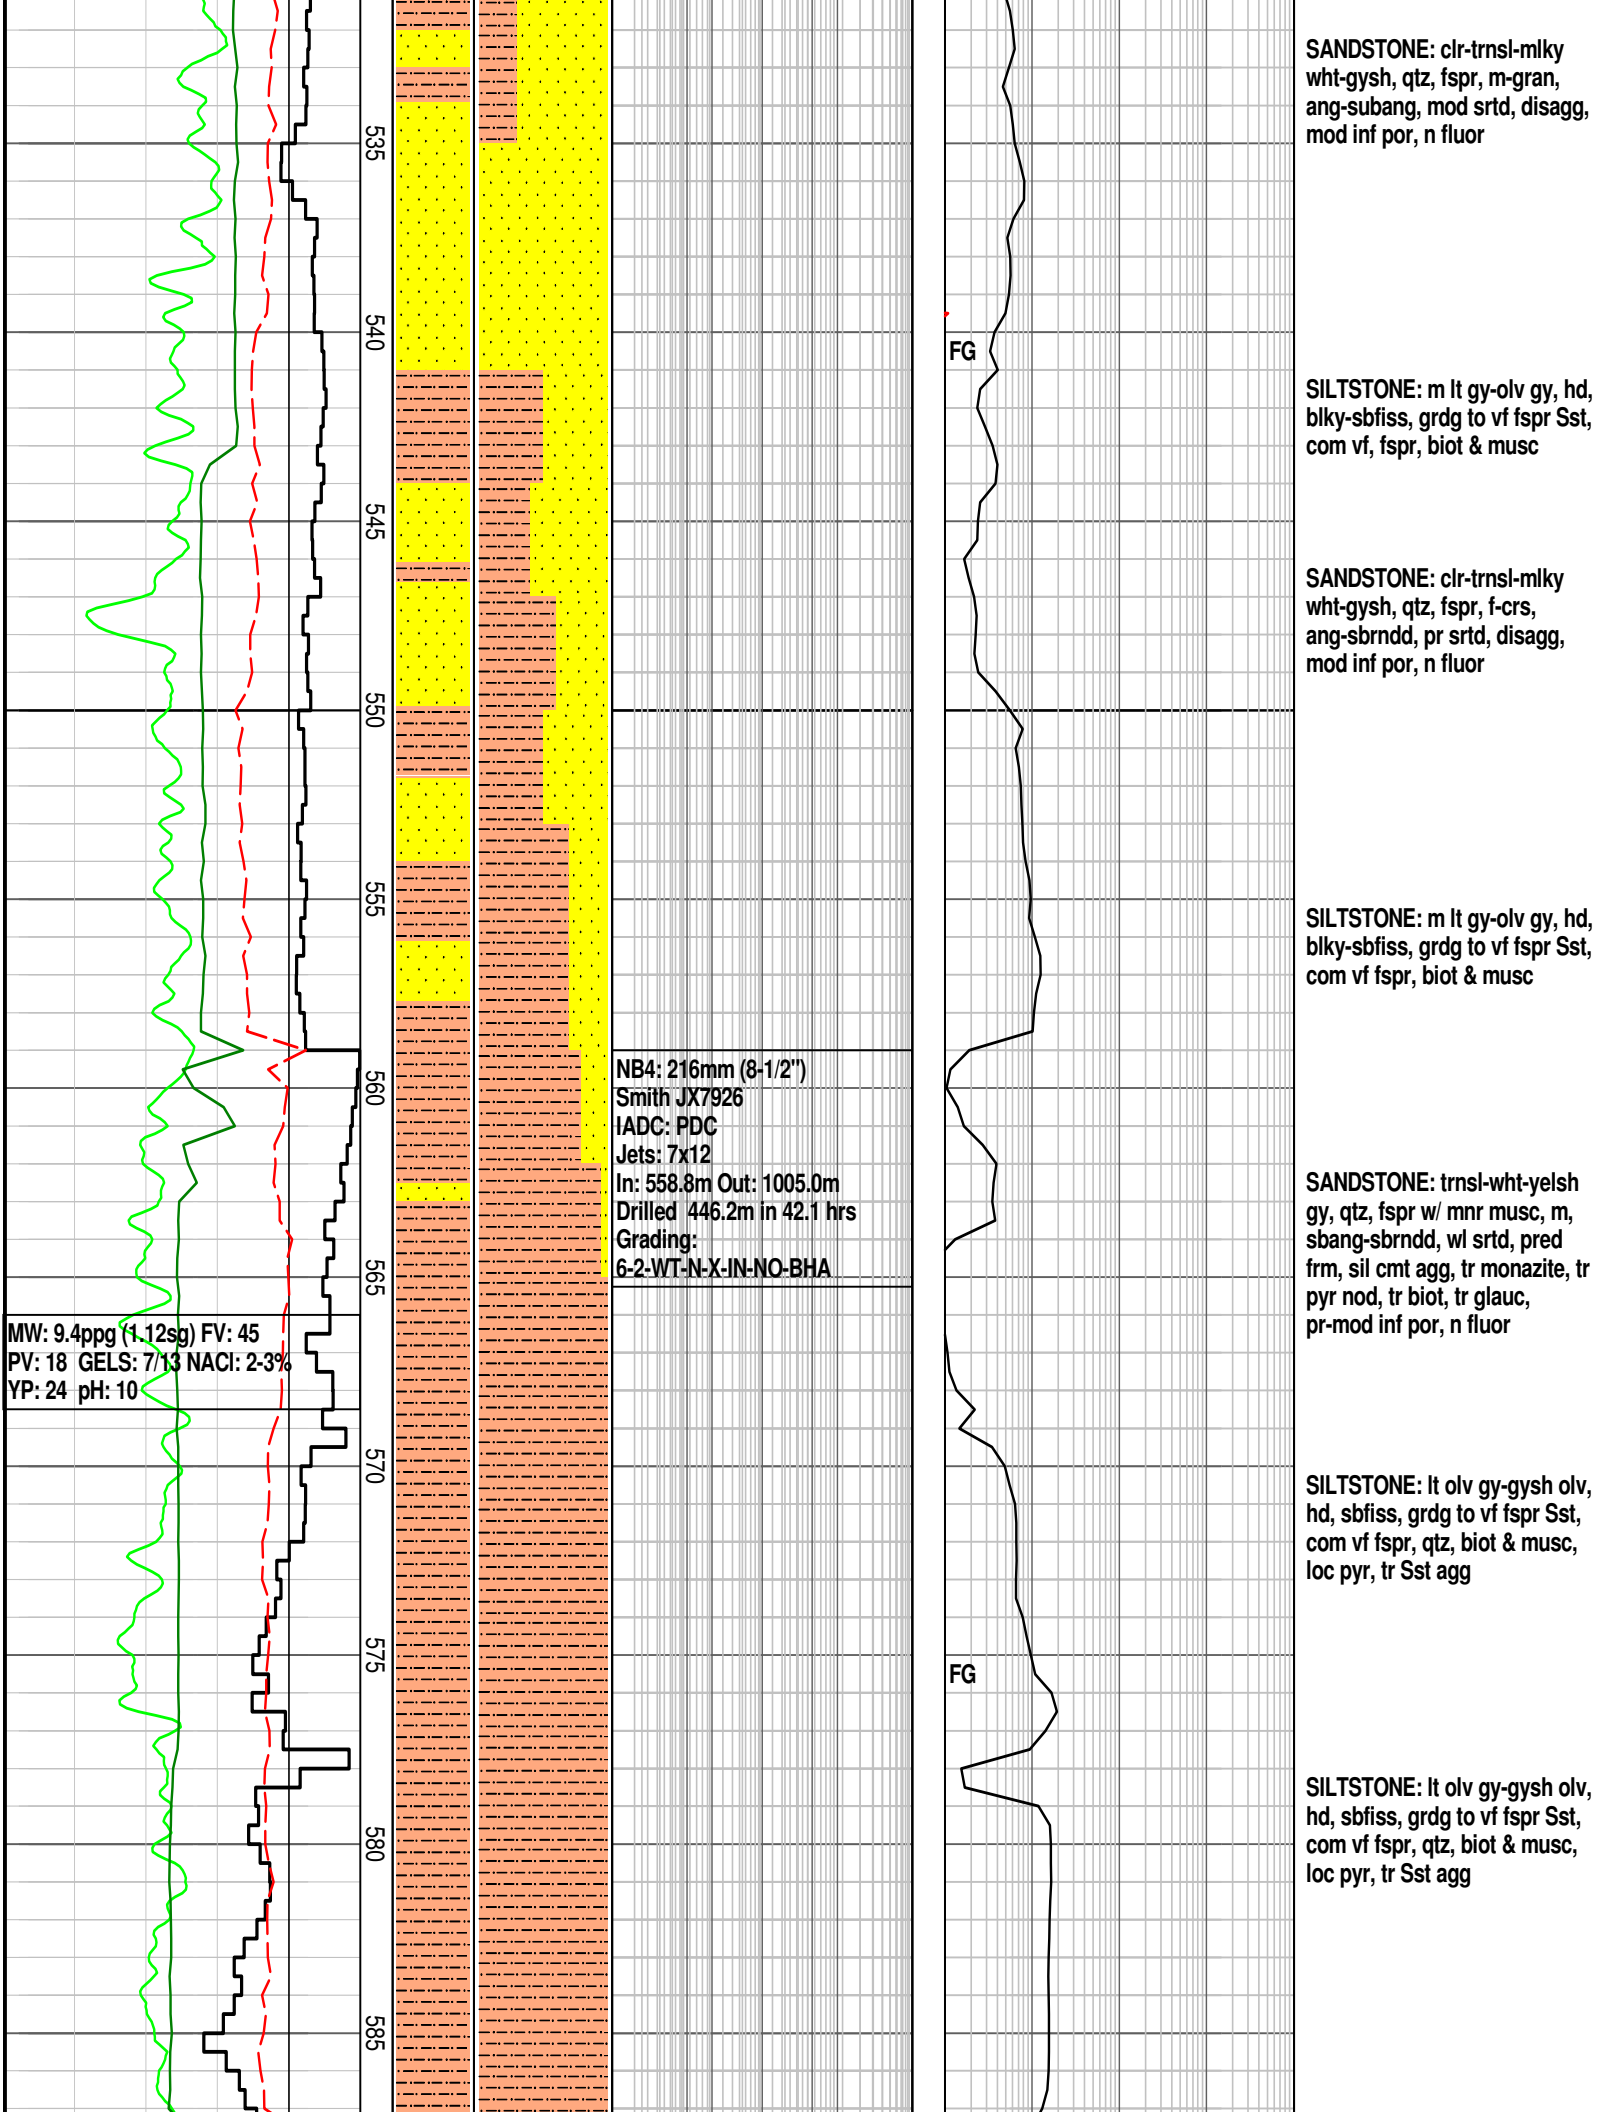 SANDSTONE: clr-trnsl-mlky
wht-gysh, qtz, fspr, m-gran,
ang-subang, mod srtd, disagg,
mod inf por, n fluor
535
540
FG
SILTSTONE: m lt gy-olv gy, hd,
blky-sbfiss, grdg to vf fspr Sst,
com vf, fspr, biot & musc
545
SANDSTONE: clr-trnsl-mlky
wht-gysh, qtz, fspr, f-crs,
ang-sbrndd, pr srtd, disagg,
mod inf por, n fluor
550
555
SILTSTONE: m lt gy-olv gy, hd,
blky-sbfiss, grdg to vf fspr Sst,
com vf fspr, biot & musc
560
NB4: 216mm (8-1/2")
Smith JX7926
IADC: PDC
Jets: 7x12
In: 558.8m Out: 1005.0m
Drilled 446.2m in 42.1 hrs
Grading:
6-2-WT-N-X-IN-NO-BHA
SANDSTONE: trnsl-wht-yelsh
gy, qtz, fspr w/ mnr musc, m,
sbang-sbrndd, wl srtd, pred
frm, sil cmt agg, tr monazite, tr
pyr nod, tr biot, tr glauc,
pr-mod inf por, n fluor
565
MW: 9.4ppg (1.12sg) FV: 45
PV: 18 GELS: 7/13 NACl: 2-3%
YP: 24 pH: 10
570
SILTSTONE: lt olv gy-gysh olv,
hd, sbfiss, grdg to vf fspr Sst,
com vf fspr, qtz, biot & musc,
loc pyr, tr Sst agg
575
FG
SILTSTONE: lt olv gy-gysh olv,
hd, sbfiss, grdg to vf fspr Sst,
com vf fspr, qtz, biot & musc,
loc pyr, tr Sst agg
580
585